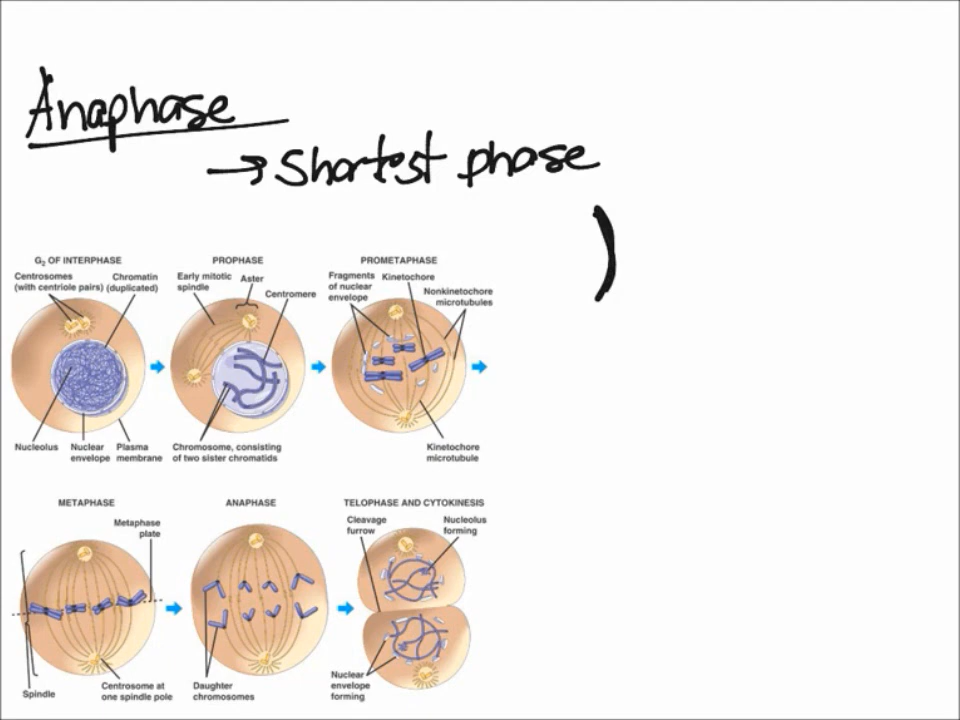 Anaphase
→ Shortest phase
G2 OF INTERPHASE
PROPHASE
PROMETAPHASE
Centrosomes
(with centriole pairs)
Chromatin
(duplicated)
Early mitotic
spindle
Aster
Centromere
Fragments
of nuclear
envelope
Kinetochore
Nonkinetochore
microtubules
Nucleolus
Nuclear
envelope
Plasma
membrane
Chromosome, consisting
of two sister chromatids
Kinetochore
microtubule
METAPHASE
ANAPHASE
TELOPHASE AND CYTOKINESIS
Metaphase
plate
Cleavage
furrow
Nucleolus
forming
Spindle
Centrosome at
one spindle pole
Daughter
chromosomes
Nuclear
envelope
forming